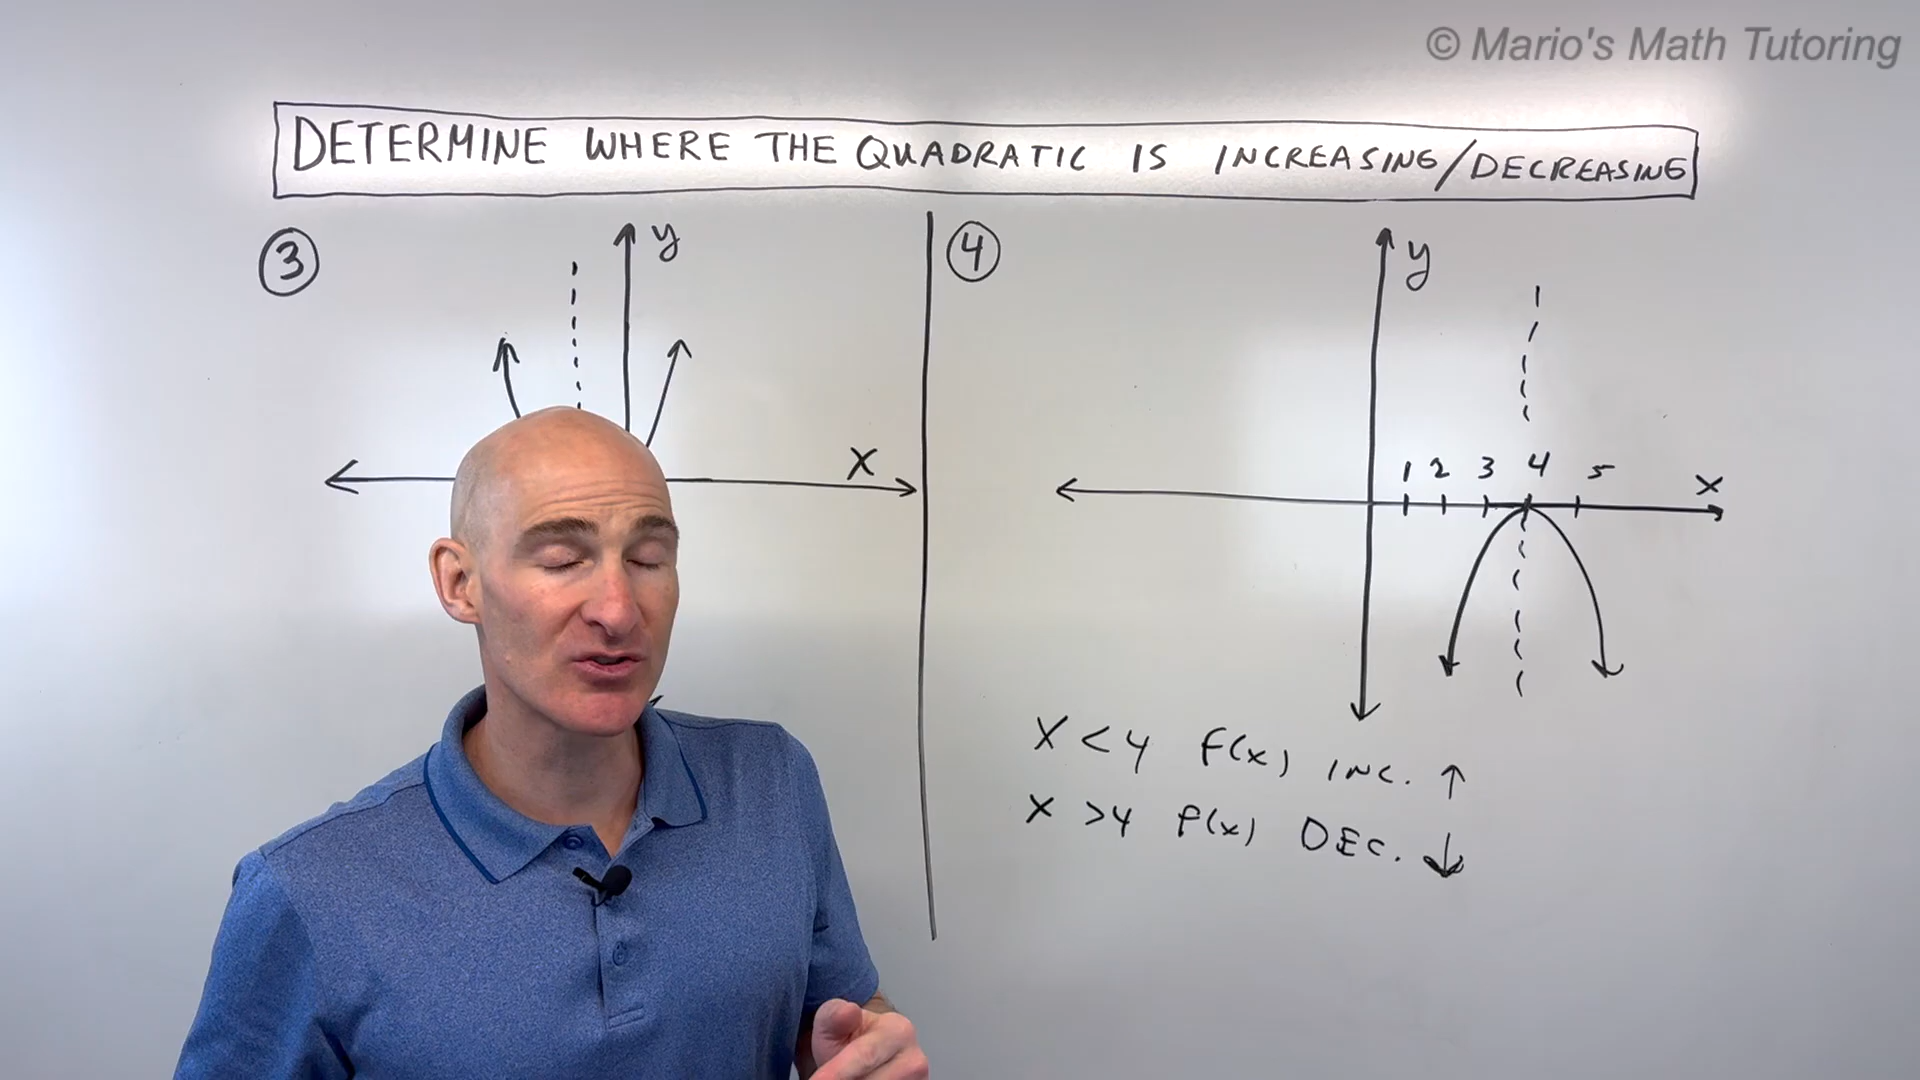 © Mario's Math Tutoring
DETERMINE WHERE THE QUADRATIC IS INCREASING/DECREASING
3
y
x
4
y
1 2 3 4 5 x
x < 4 f(x) INC. ↑
x > 4 f(x) DEC. ↓